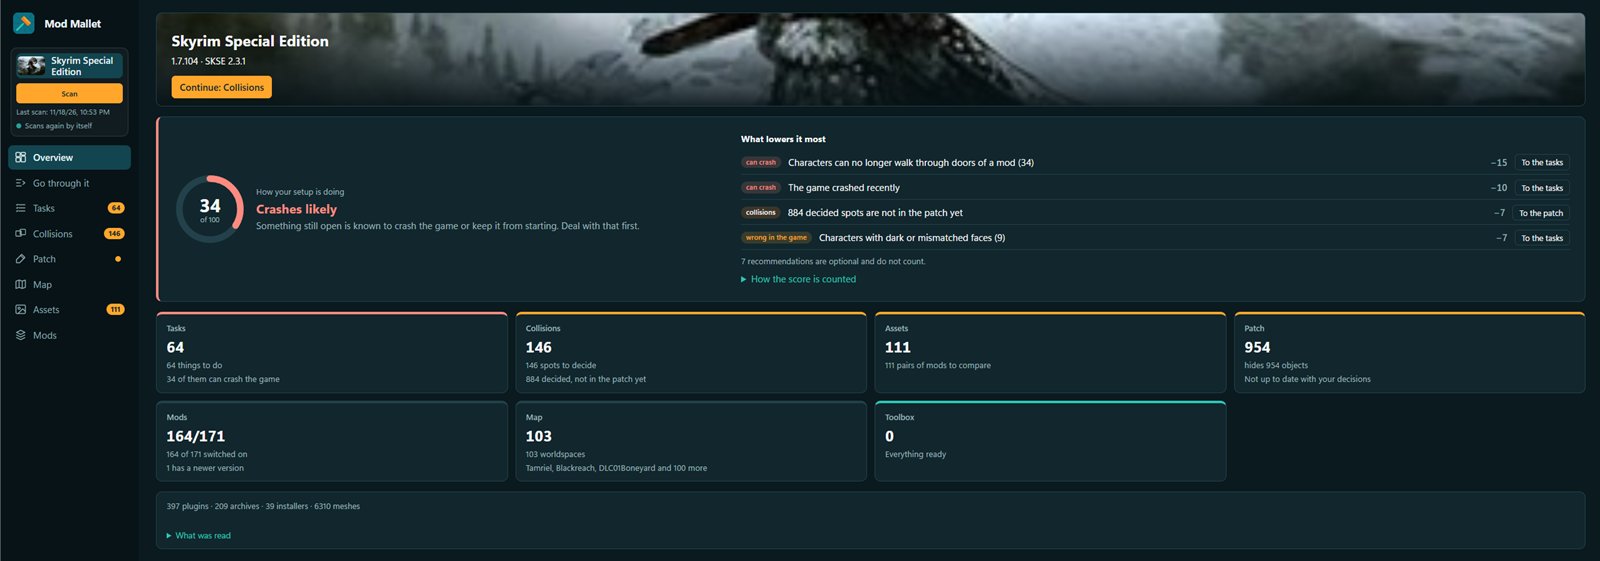 Mod Mallet
Skyrim Special
Edition
Scan
Last scan: 11/18/26, 10:53 PM
Scans again by itself
Overview
Go through it
Tasks 64
Collisions 146
Patch
Map
Assets 111
Mods
Skyrim Special Edition
1.7.104 · SKSE 2.3.1
Continue: Collisions
34
of 100
How your setup is doing
Crashes likely
Something still open is known to crash the game or keep it from starting. Deal with that first.
What lowers it most
can crash Characters can no longer walk through doors of a mod (34) −15 To the tasks
can crash The game crashed recently −10 To the tasks
collisions 884 decided spots are not in the patch yet −7 To the patch
wrong in the game Characters with dark or mismatched faces (9) −7 To the tasks
7 recommendations are optional and do not count.
How the score is counted
Tasks
64
64 things to do
34 of them can crash the game
Collisions
146
146 spots to decide
884 decided, not in the patch yet
Assets
111
111 pairs of mods to compare
Patch
954
hides 954 objects
Not up to date with your decisions
Mods
164/171
164 of 171 switched on
1 has a newer version
Map
103
103 worldspaces
Tamriel, Blackreach, DLC01Boneyard and 100 more
Toolbox
0
Everything ready
397 plugins · 209 archives · 39 installers · 6310 meshes
What was read